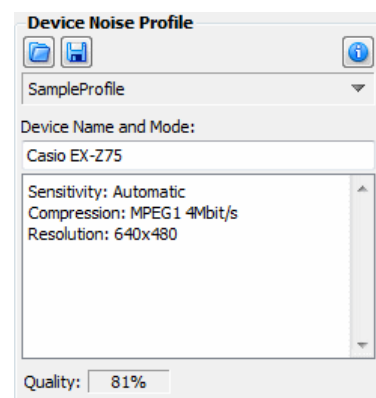 Device Noise Profile
SampleProfile
Device Name and Mode:
Casio EX-Z75
Sensitivity: Automatic
Compression: MPEG1 4Mbit/s
Resolution: 640x480
Quality: 81%